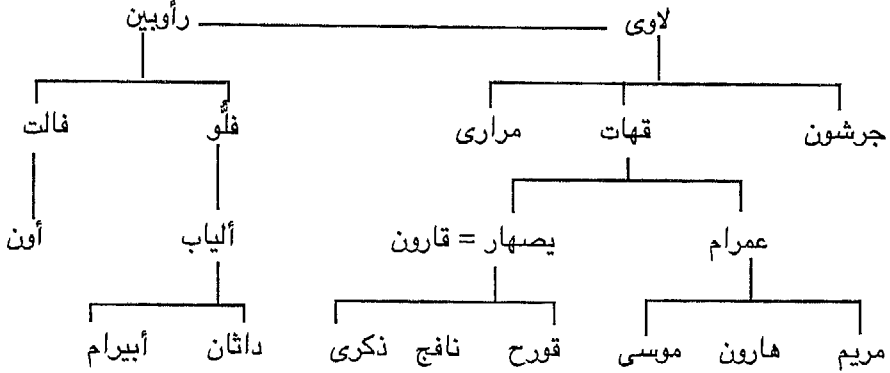 لاوى رأوبين
جرشون قهات مرارى فلُّو فالت
عمرام يصهار = قارون ألياب أون
مريم هارون موسى قورح نافج ذكرى داثان أبيرام